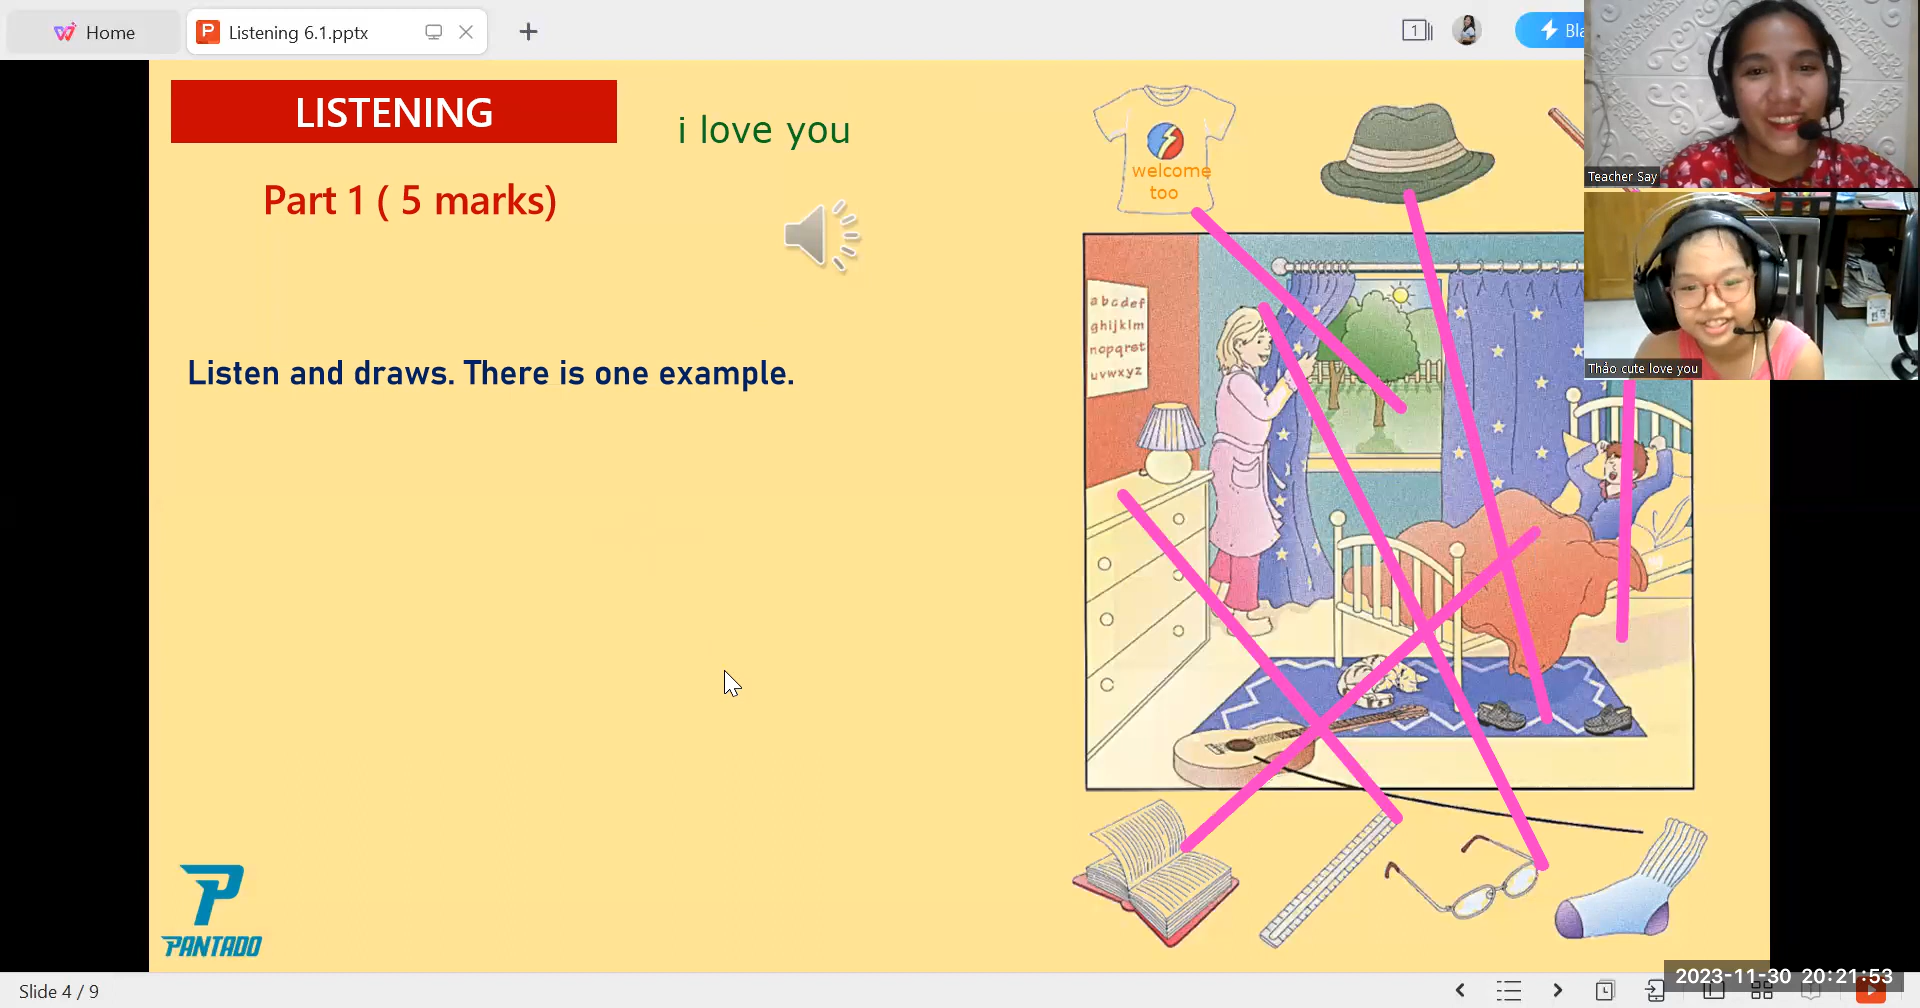 Home
Listening 6.1.pptx
1
LISTENING
i love you
Part 1 ( 5 marks)
Listen and draws. There is one example.
welcome
too
a b c d e f
g h i j k l m
n o p q r s t
u v w x y z
Teacher Say
Thảo cute love you
PANTADO
Slide 4 / 9
2023-11-30 20:21:53